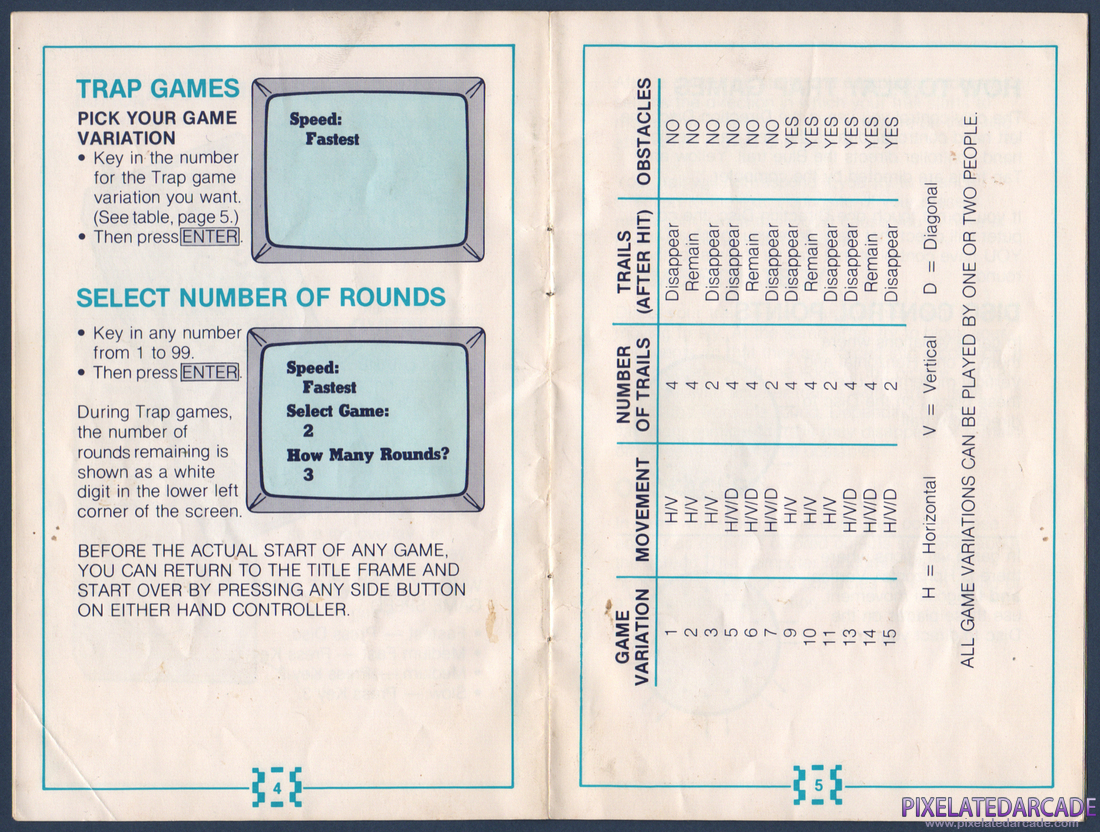 TRAP GAMES
PICK YOUR GAME
VARIATION
• Key in the number
for the Trap game
variation you want.
(See table, page 5.)
• Then press ENTER.
Speed:
Fastest
SELECT NUMBER OF ROUNDS
• Key in any number
from 1 to 99.
• Then press ENTER.
During Trap games,
the number of
rounds remaining is
shown as a white
digit in the lower left
corner of the screen.
Speed:
Fastest
Select Game:
2
How Many Rounds?
3
BEFORE THE ACTUAL START OF ANY GAME,
YOU CAN RETURN TO THE TITLE FRAME AND
START OVER BY PRESSING ANY SIDE BUTTON
ON EITHER HAND CONTROLLER.
4
GAME NUMBER TRAILS
VARIATION MOVEMENT OF TRAILS (AFTER HIT) OBSTACLES
1 H/V 4 Disappear NO
2 H/V 4 Remain NO
3 H/V 2 Disappear NO
5 H/V/D 4 Disappear NO
6 H/V/D 4 Remain NO
7 H/V/D 2 Disappear NO
9 H/V 4 Disappear YES
10 H/V 4 Remain YES
11 H/V 2 Disappear YES
13 H/V/D 4 Disappear YES
14 H/V/D 4 Remain YES
15 H/V/D 2 Disappear YES
H = Horizontal V = Vertical D = Diagonal
ALL GAME VARIATIONS CAN BE PLAYED BY ONE OR TWO PEOPLE.
5
PIXELATEDARCADE
www.pixelatedarcade.com